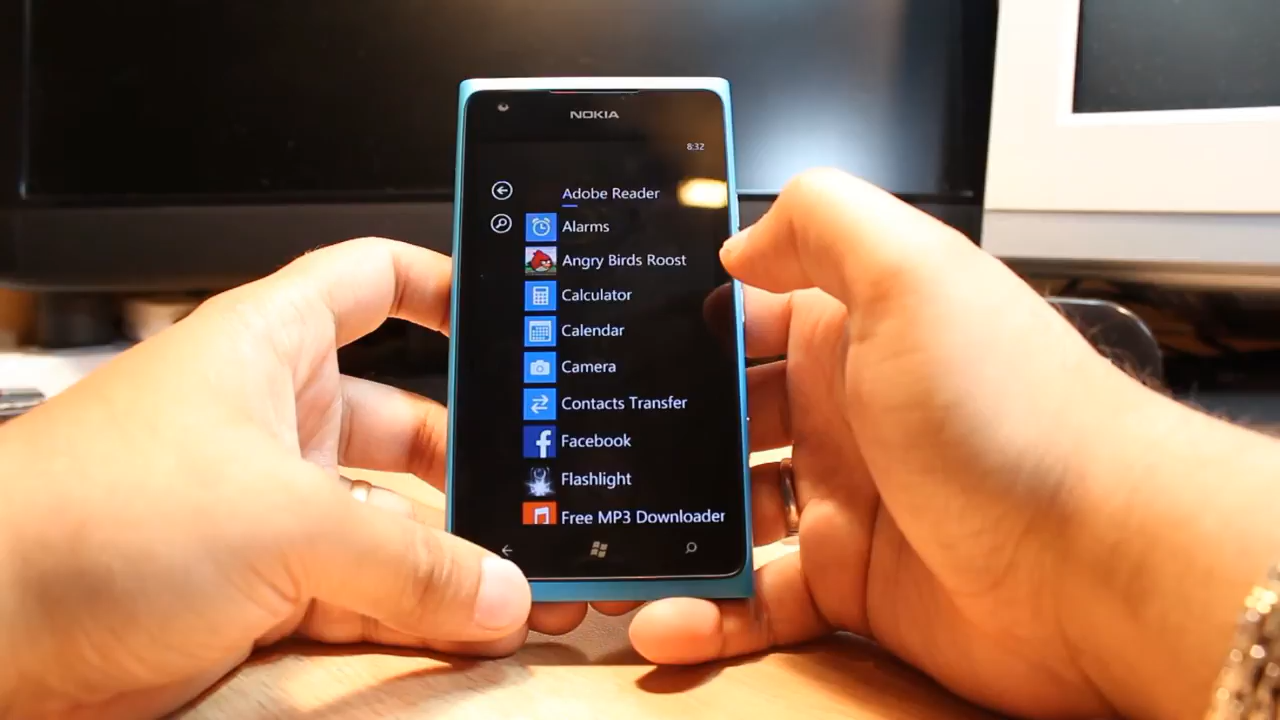 NOKIA
8:32
Adobe Reader
Alarms
Angry Birds Roost
Calculator
Calendar
Camera
Contacts Transfer
Facebook
Flashlight
Free MP3 Downloader